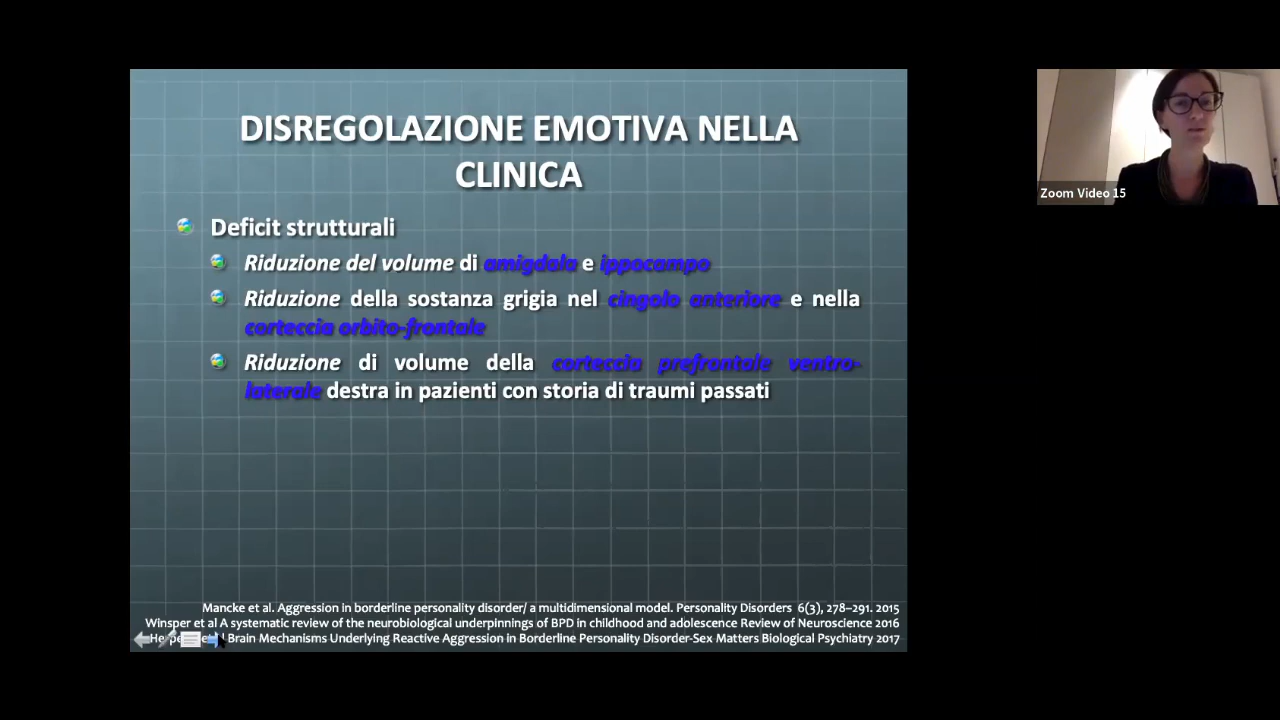 DISREGOLAZIONE EMOTIVA NELLA
CLINICA
Deficit strutturali
Riduzione del volume di amigdala e ippocampo
Riduzione della sostanza grigia nel cingolo anteriore e nella
corteccia orbito-frontale
Riduzione di volume della corteccia prefrontale ventro-
laterale destra in pazienti con storia di traumi passati
Mancke et al. Aggression in borderline personality disorder/ a multidimensional model. Personality Disorders 6(3), 278–291. 2015
Winsper et al A systematic review of the neurobiological underpinnings of BPD in childhood and adolescence Review of Neuroscience 2016
Brain Mechanisms Underlying Reactive Aggression in Borderline Personality Disorder-Sex Matters Biological Psychiatry 2017
Zoom Video 15